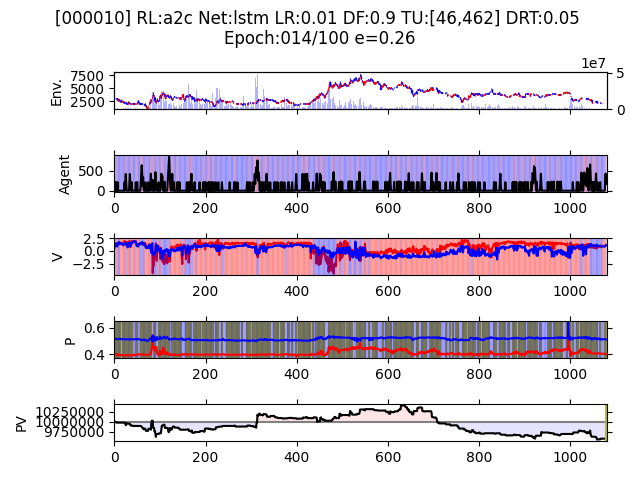 [000010] RL:a2c Net:lstm LR:0.01 DF:0.9 TU:[46,462] DRT:0.05
Epoch:014/100 e=0.26
1e7
Env.
7500
5000
2500
5
0
Agent
500
0
0 200 400 600 800 1000
V
2.5
0.0
−2.5
0 200 400 600 800 1000
P
0.6
0.4
0 200 400 600 800 1000
PV
10250000
10000000
9750000
0 200 400 600 800 1000